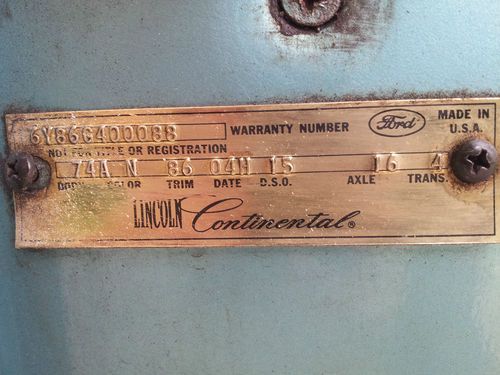 6Y86G400088 WARRANTY NUMBER Ford MADE IN U.S.A.
NOT FOR TITLE OR REGISTRATION
74A N 86 04H 15 16 4
BODY COLOR TRIM DATE D.S.O. AXLE TRANS.
LINCOLN Continental®